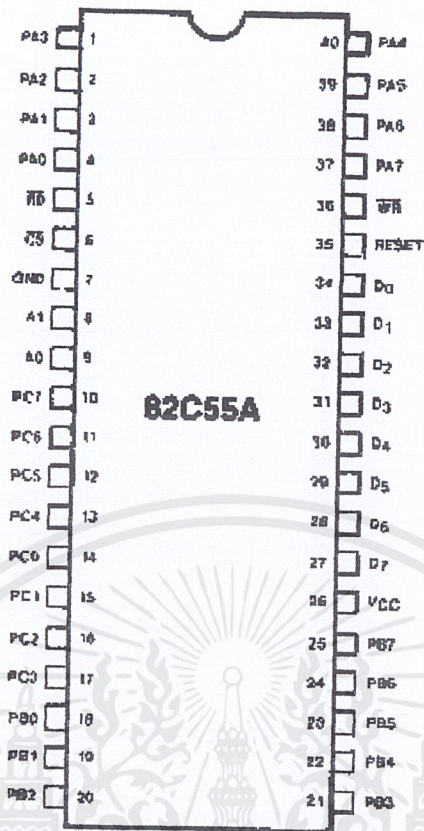 PA3 1 40 PA4
PA2 2 39 PA5
PA1 3 38 PA6
PA0 4 37 PA7
R̅D̅ 5 36 W̅R̅
C̅S̅ 6 35 RESET
GND 7 34 D0
A1 8 33 D1
A0 9 32 D2
PC7 10 31 D3
82C55A
PC6 11 30 D4
PC5 12 29 D5
PC4 13 28 D6
PC0 14 27 D7
PC1 15 26 VCC
PC2 16 25 PB7
PC3 17 24 PB6
PB0 18 23 PB5
PB1 19 22 PB4
PB2 20 21 PB3